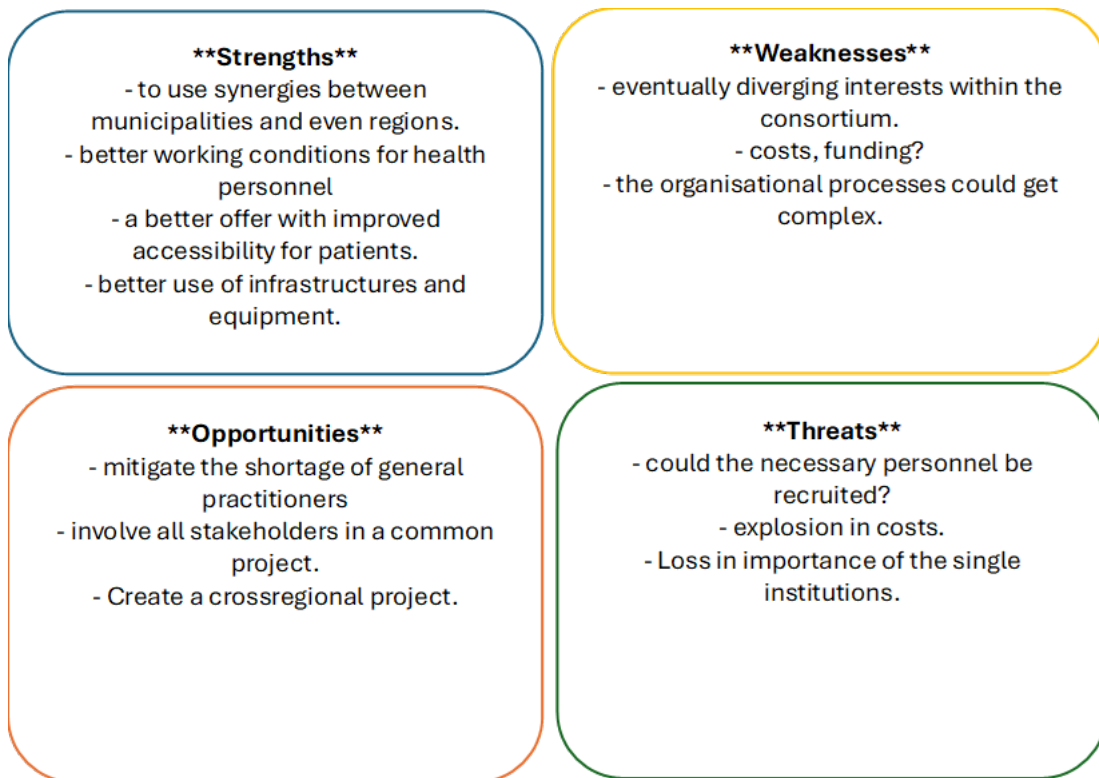 **Strengths**
- to use synergies between
municipalities and even regions.
- better working conditions for health
personnel
- a better offer with improved
accessibility for patients.
- better use of infrastructures and
equipment.
**Weaknesses**
- eventually diverging interests within the
consortium.
- costs, funding?
- the organisational processes could get
complex.
**Opportunities**
- mitigate the shortage of general
practitioners
- involve all stakeholders in a common
project.
- Create a crossregional project.
**Threats**
- could the necessary personnel be
recruited?
- explosion in costs.
- Loss in importance of the single
institutions.